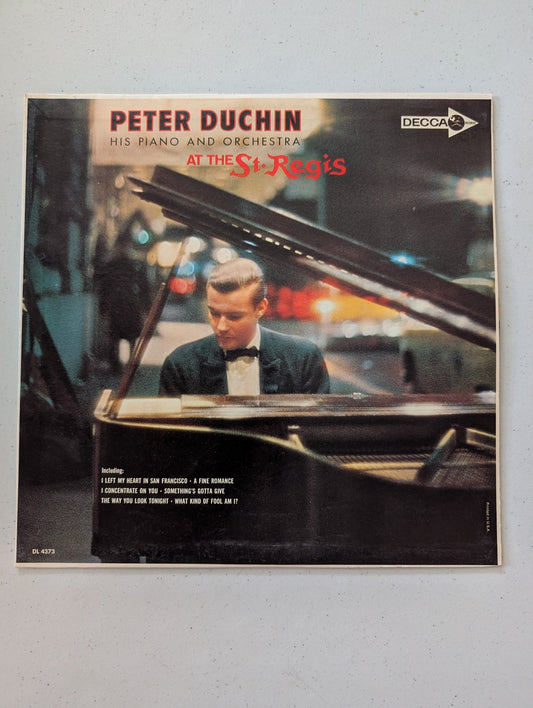 PETER DUCHIN
HIS PIANO AND ORCHESTRA
AT THE St. Regis
DECCA
Including:
I LEFT MY HEART IN SAN FRANCISCO · A FINE ROMANCE
I CONCENTRATE ON YOU · SOMETHING'S GOTTA GIVE
THE WAY YOU LOOK TONIGHT · WHAT KIND OF FOOL AM I?
DL 4373
Printed in U.S.A.